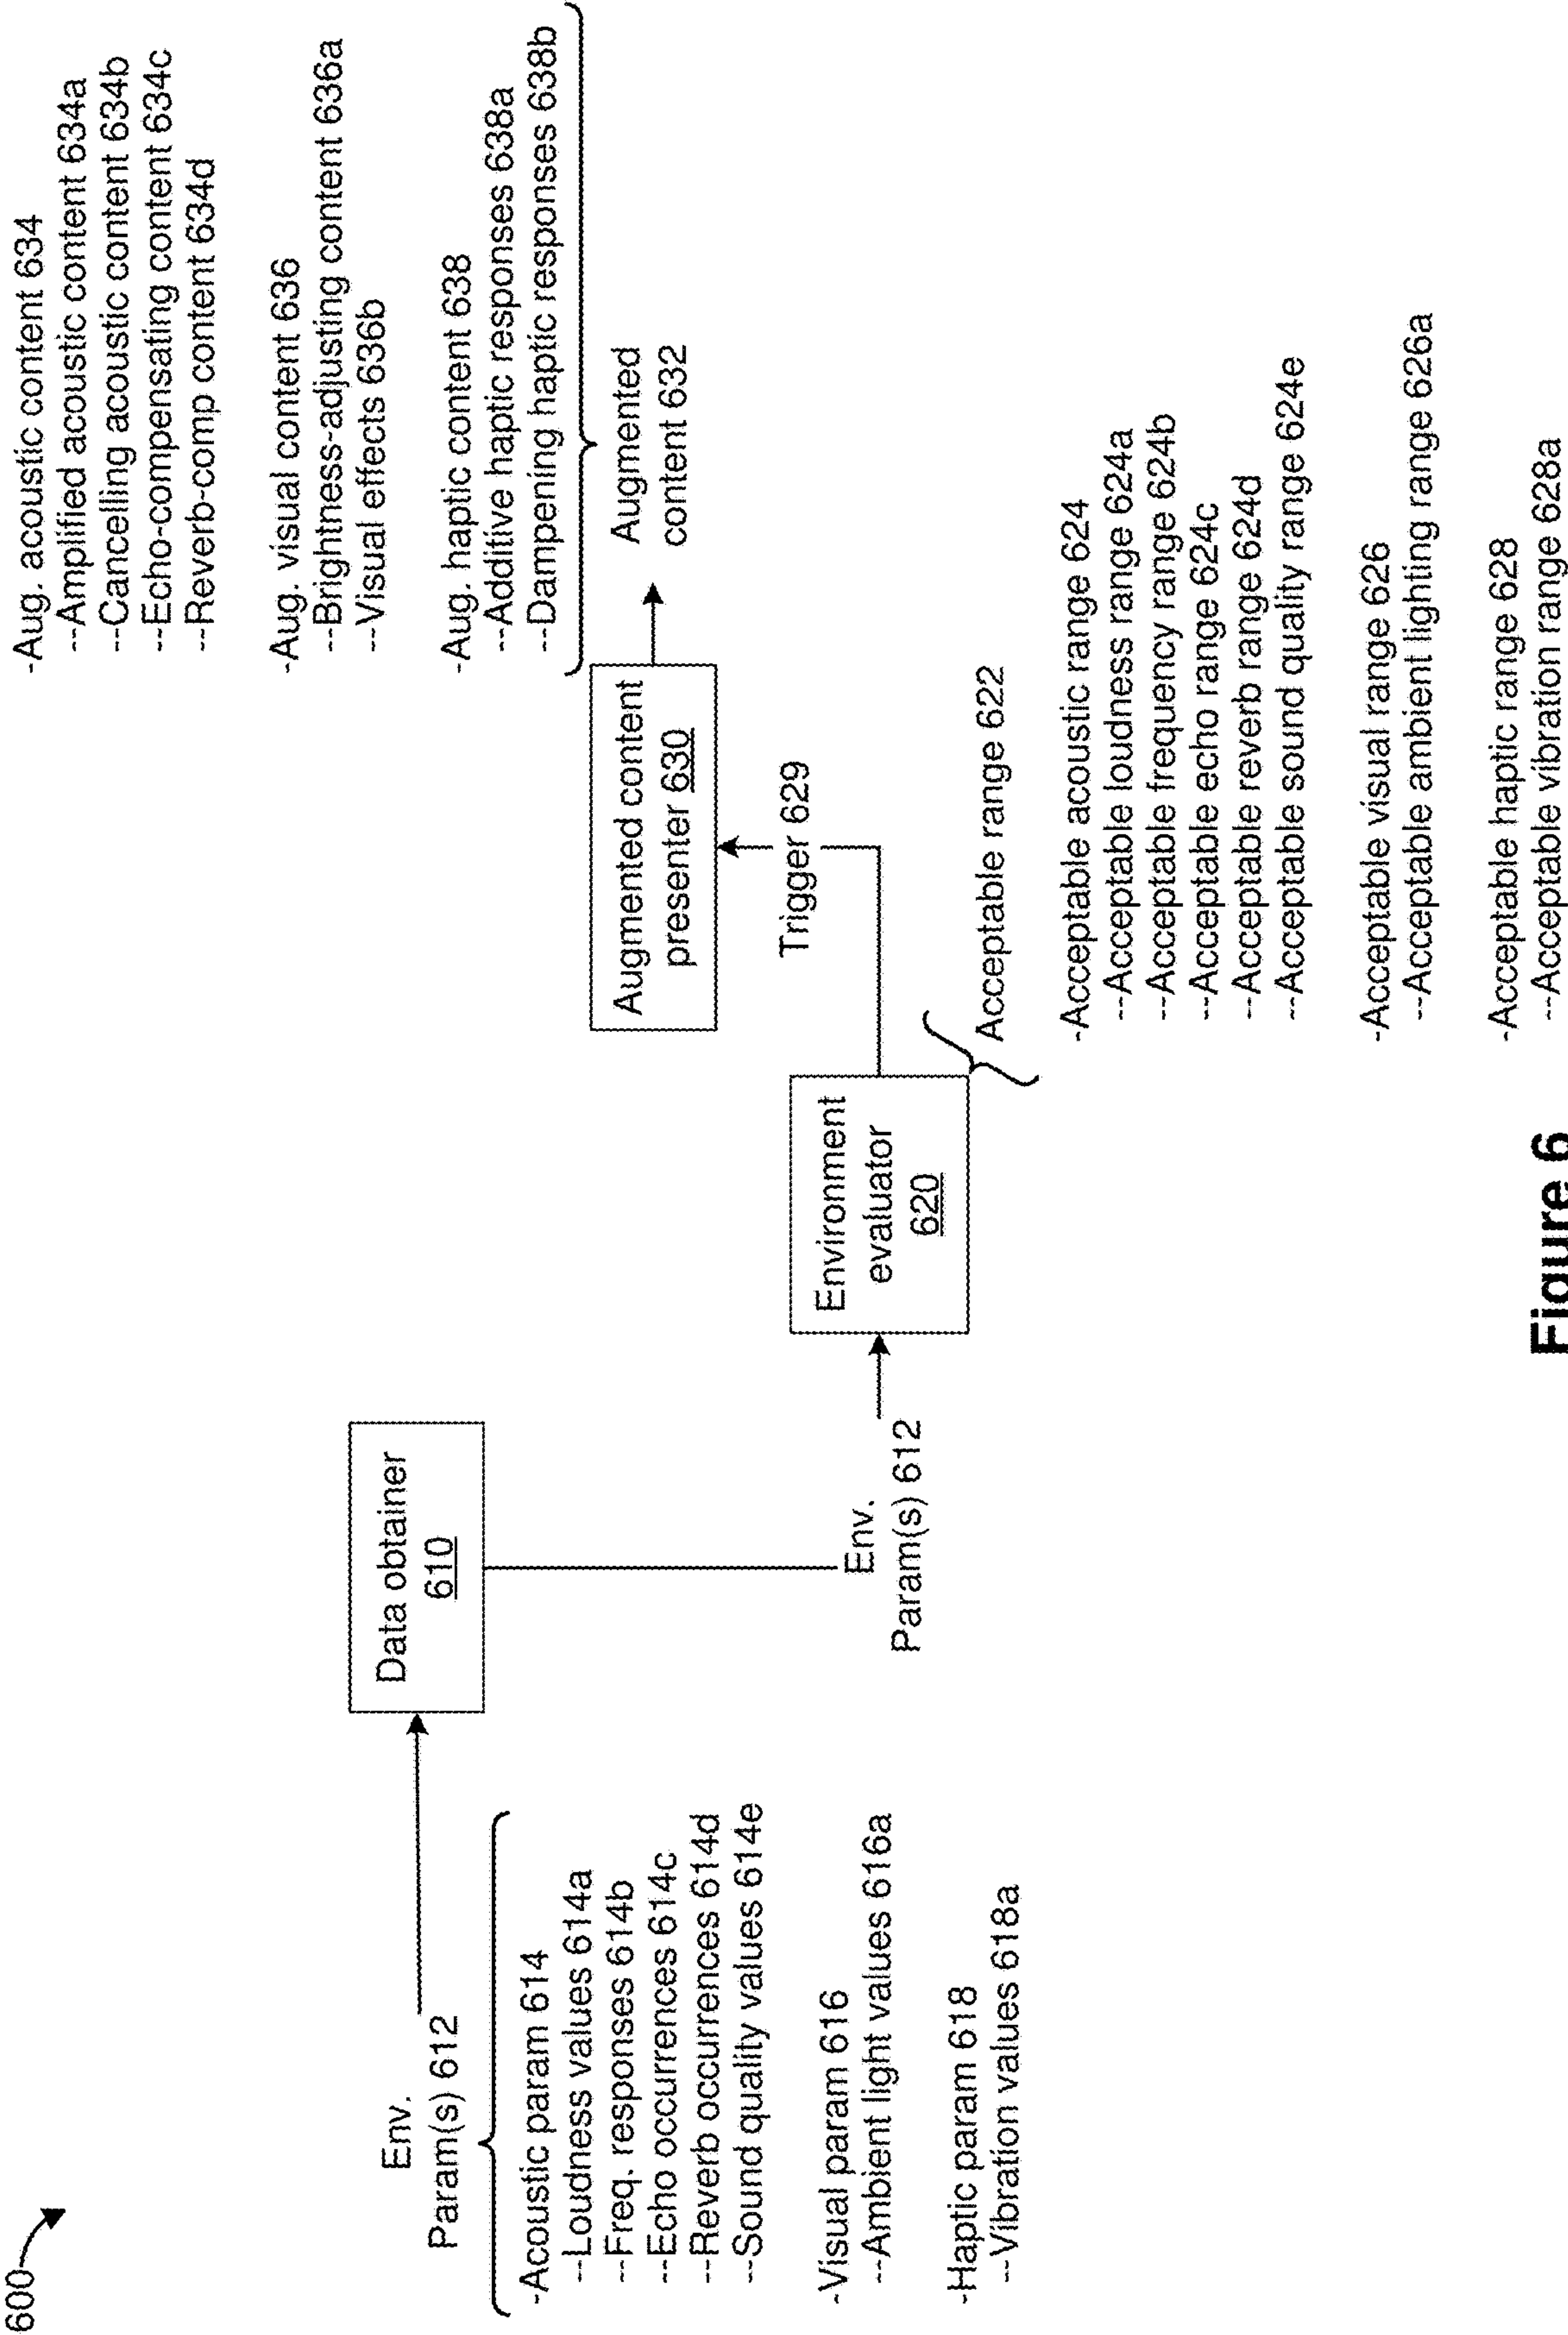 600
Env.
Param(s) 612
-Acoustic param 614
--Loudness values 614a
--Freq. responses 614b
--Echo occurrences 614c
--Reverb occurrences 614d
--Sound quality values 614e
-Visual param 616
--Ambient light values 616a
-Haptic param 618
--Vibration values 618a
Data obtainer
610
Env.
Param(s) 612
Environment
evaluator
620
Acceptable range 622
-Acceptable acoustic range 624
--Acceptable loudness range 624a
--Acceptable frequency range 624b
--Acceptable echo range 624c
--Acceptable reverb range 624d
--Acceptable sound quality range 624e
-Acceptable visual range 626
--Acceptable ambient lighting range 626a
-Acceptable haptic range 628
--Acceptable vibration range 628a
Trigger 629
Augmented content
presenter 630
Augmented
content 632
-Aug. acoustic content 634
--Amplified acoustic content 634a
--Cancelling acoustic content 634b
--Echo-compensating content 634c
--Reverb-comp content 634d
-Aug. visual content 636
--Brightness-adjusting content 636a
--Visual effects 636b
-Aug. haptic content 638
--Additive haptic responses 638a
--Dampening haptic responses 638b
Figure 6